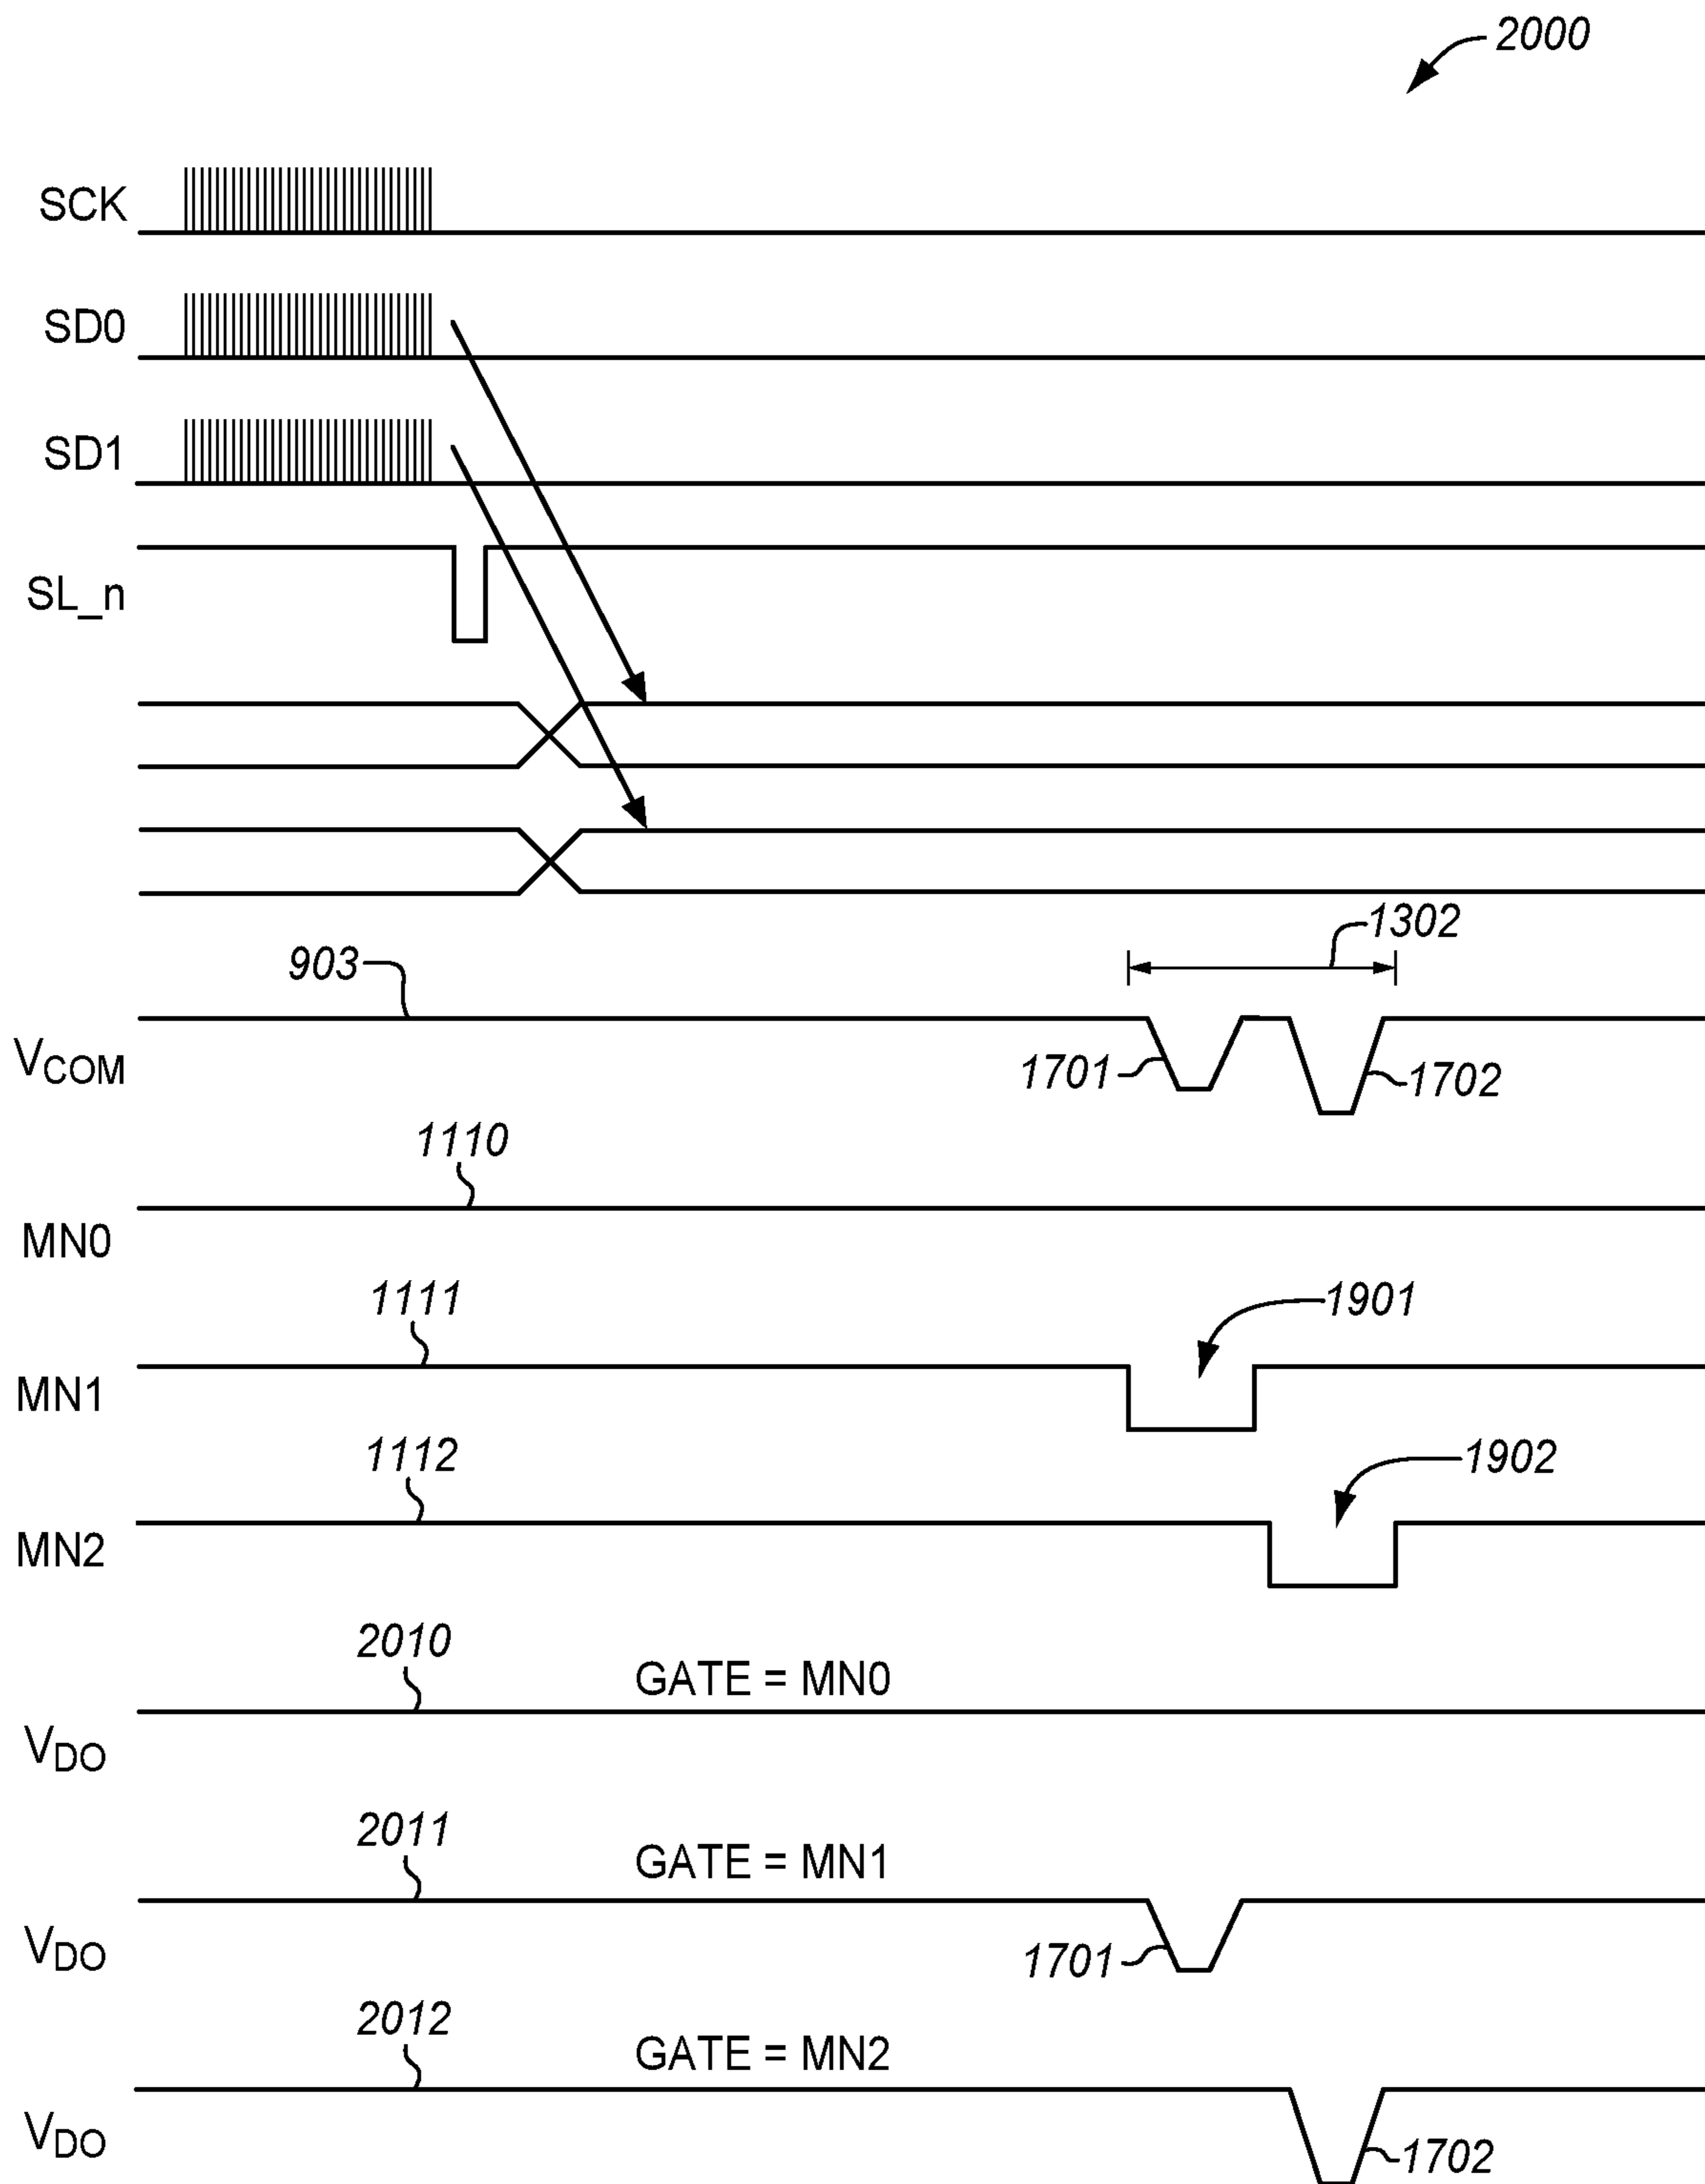 2000
SCK
SD0
SD1
SL_n
1302
903
VCOM
1701
1702
1110
MN0
1111
1901
MN1
1112
1902
MN2
2010
GATE = MN0
VDO
2011
GATE = MN1
VDO
1701
2012
GATE = MN2
VDO
1702